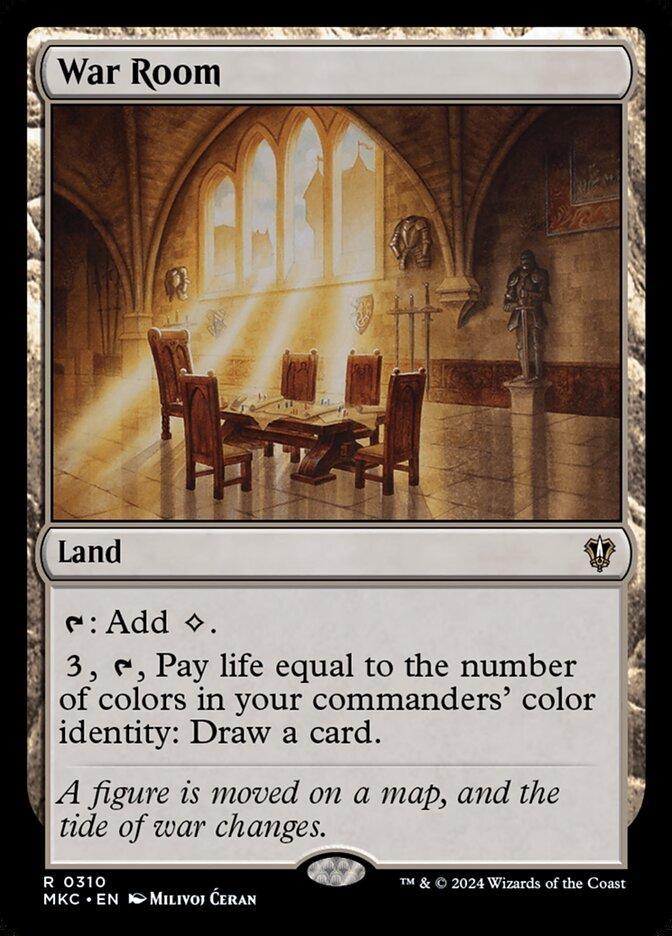 War Room
Land
: Add .
3, , Pay life equal to the number
of colors in your commanders' color
identity: Draw a card.
A figure is moved on a map, and the
tide of war changes.
R 0310
MKC • EN Milivoj Ćeran
™ & © 2024 Wizards of the Coast